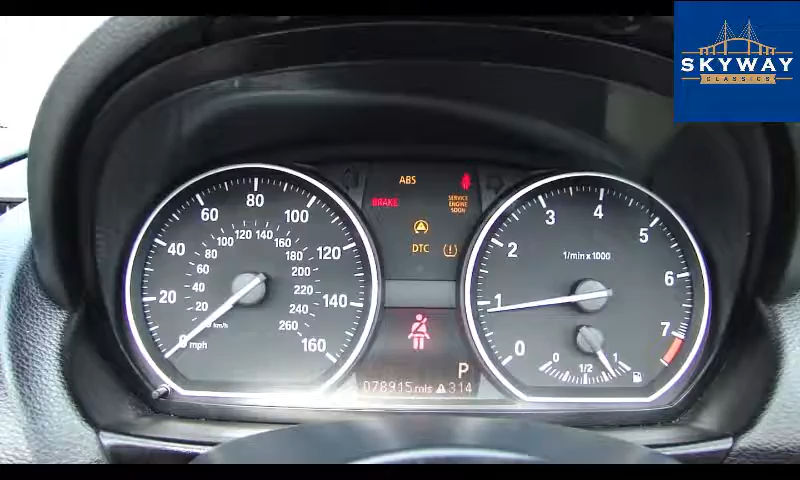 SKYWAY
CLASSICS
ABS
BRAKE
SERVICE
ENGINE
SOON
DTC
0 20 40 60 80 100 120 140 160
mph
20 40 60 80 100 120 140 160 180 200 220 240 260
km/h
0 1 2 3 4 5 6 7
1/min x 1000
0 1/2 1
P
078915 mls 314